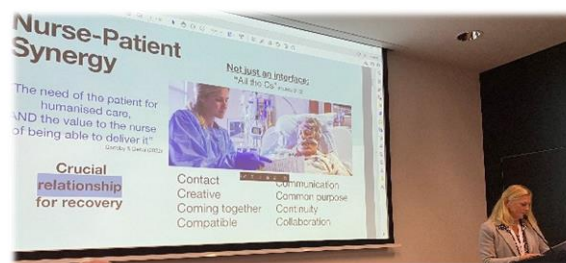 Nurse-Patient
Synergy
"The need of the patient for
humanised care,
AND the value to the nurse
of being able to deliver it"
Crucial
relationship
for recovery
Not just an interface:
"All the Cs"
Contact
Creative
Coming together
Compatible
Communication
Common purpose
Continuity
Collaboration